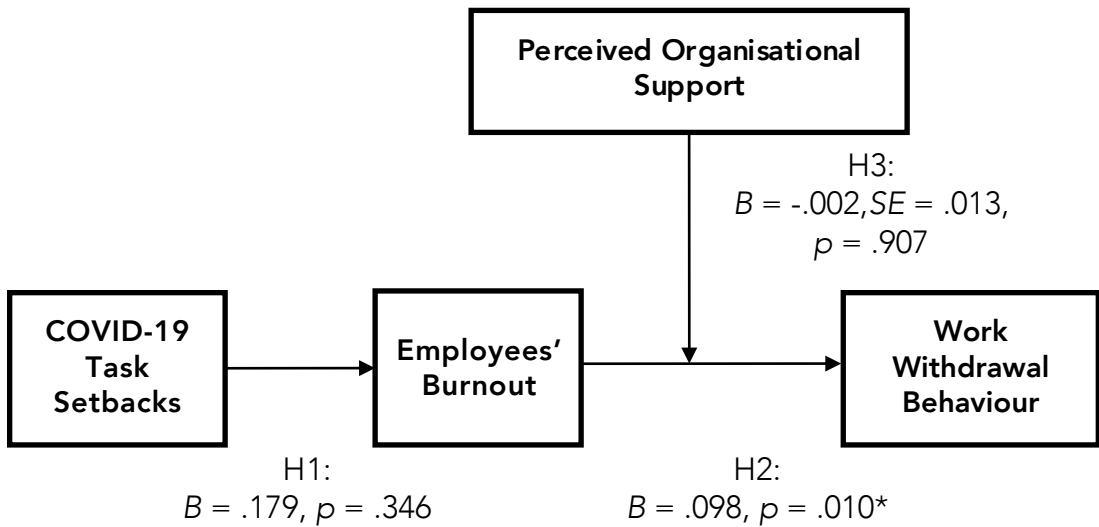 Perceived Organisational
Support
H3:
B = -.002,SE = .013,
p = .907
COVID-19
Task
Setbacks
Employees’
Burnout
Work
Withdrawal
Behaviour
H1:
B = .179, p = .346
H2:
B = .098, p = .010*